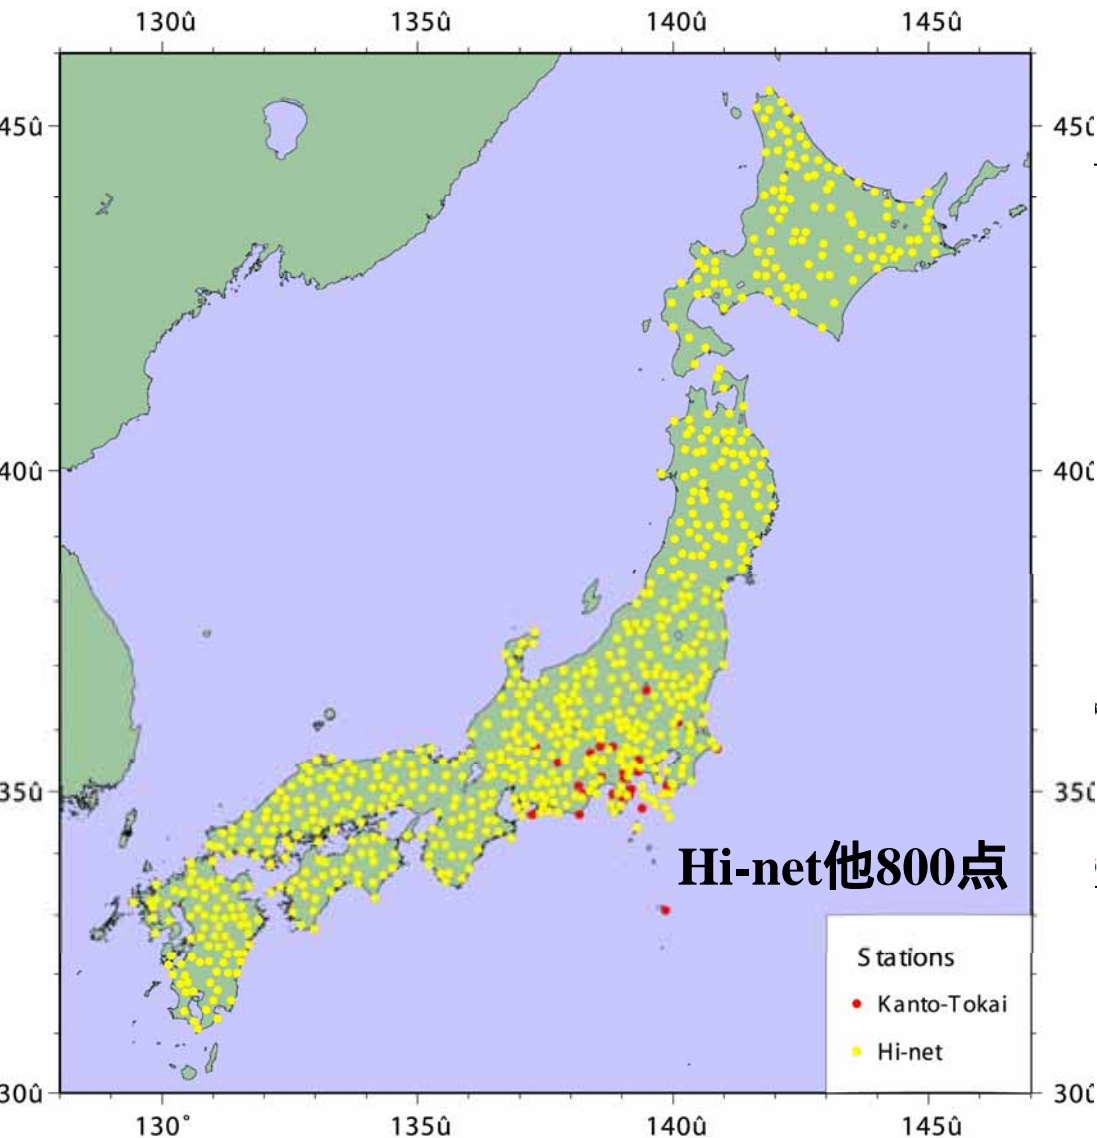 130û 135û 140û 145û
45û 45û
40û 40û
35û 35û
Hi-net他800点
Stations
Kanto-Tokai
Hi-net
30û 30û
130° 135û 140û 145û